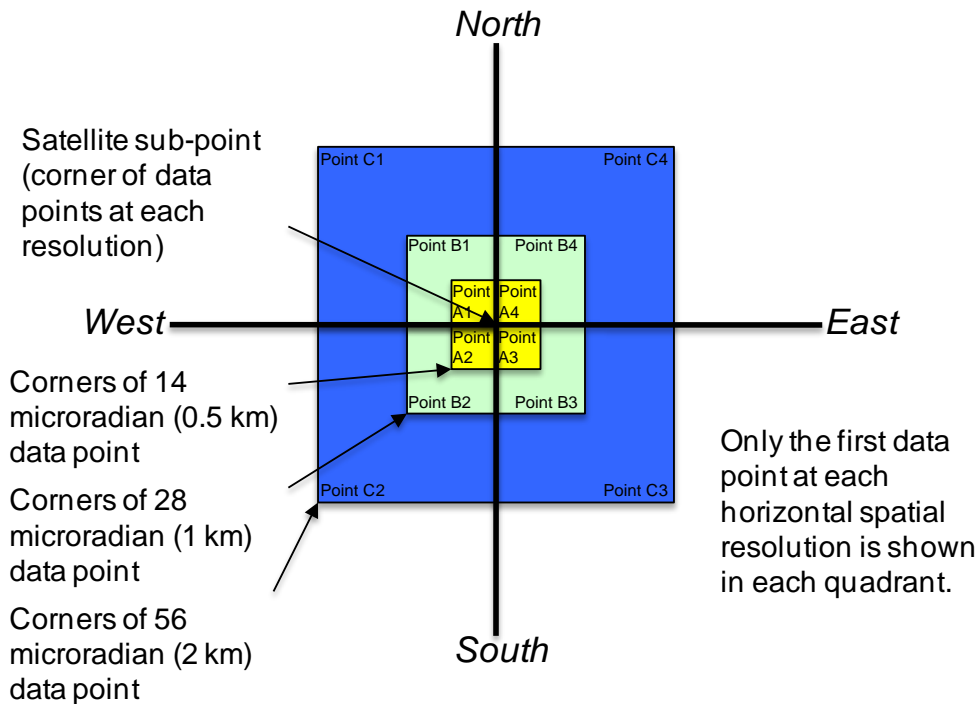 North
Satellite sub-point
(corner of data
points at each
resolution)
Point C1
Point C4
Point B1
Point B4
Point
A1
Point
A4
West
East
Point
A2
Point
A3
Corners of 14
microradian (0.5 km)
data point
Point B2
Point B3
Corners of 28
microradian (1 km)
data point
Point C2
Point C3
Only the first data
point at each
horizontal spatial
resolution is shown
in each quadrant.
Corners of 56
microradian (2 km)
data point
South